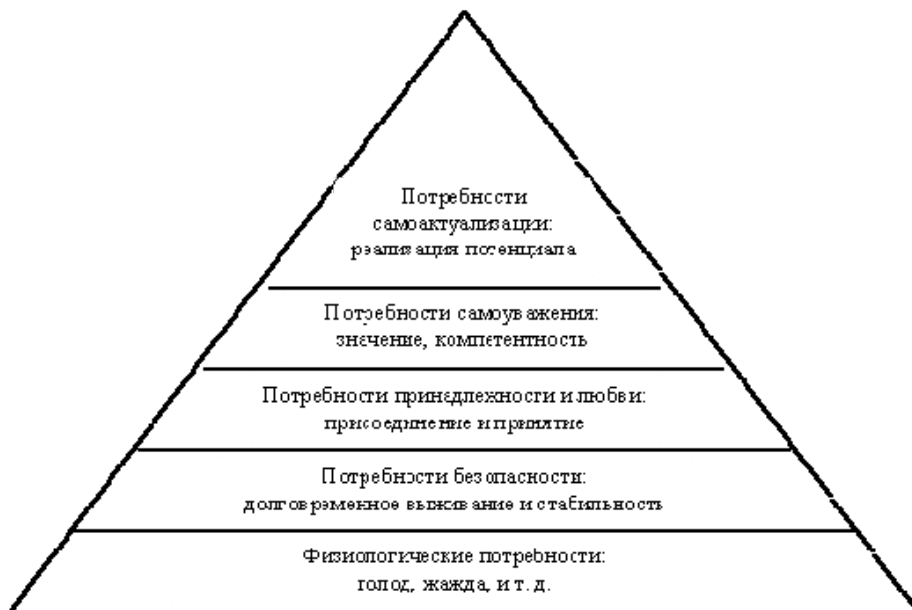 Потребности
самоактуализации:
реализация потенциала
Потребности самоуважения:
значение, компетентность
Потребности принадлежности и любви:
присоединение и принятие
Потребности безопасности:
долговременное выживание и стабильность
Физиологические потребности:
голод, жажда, и т. д.